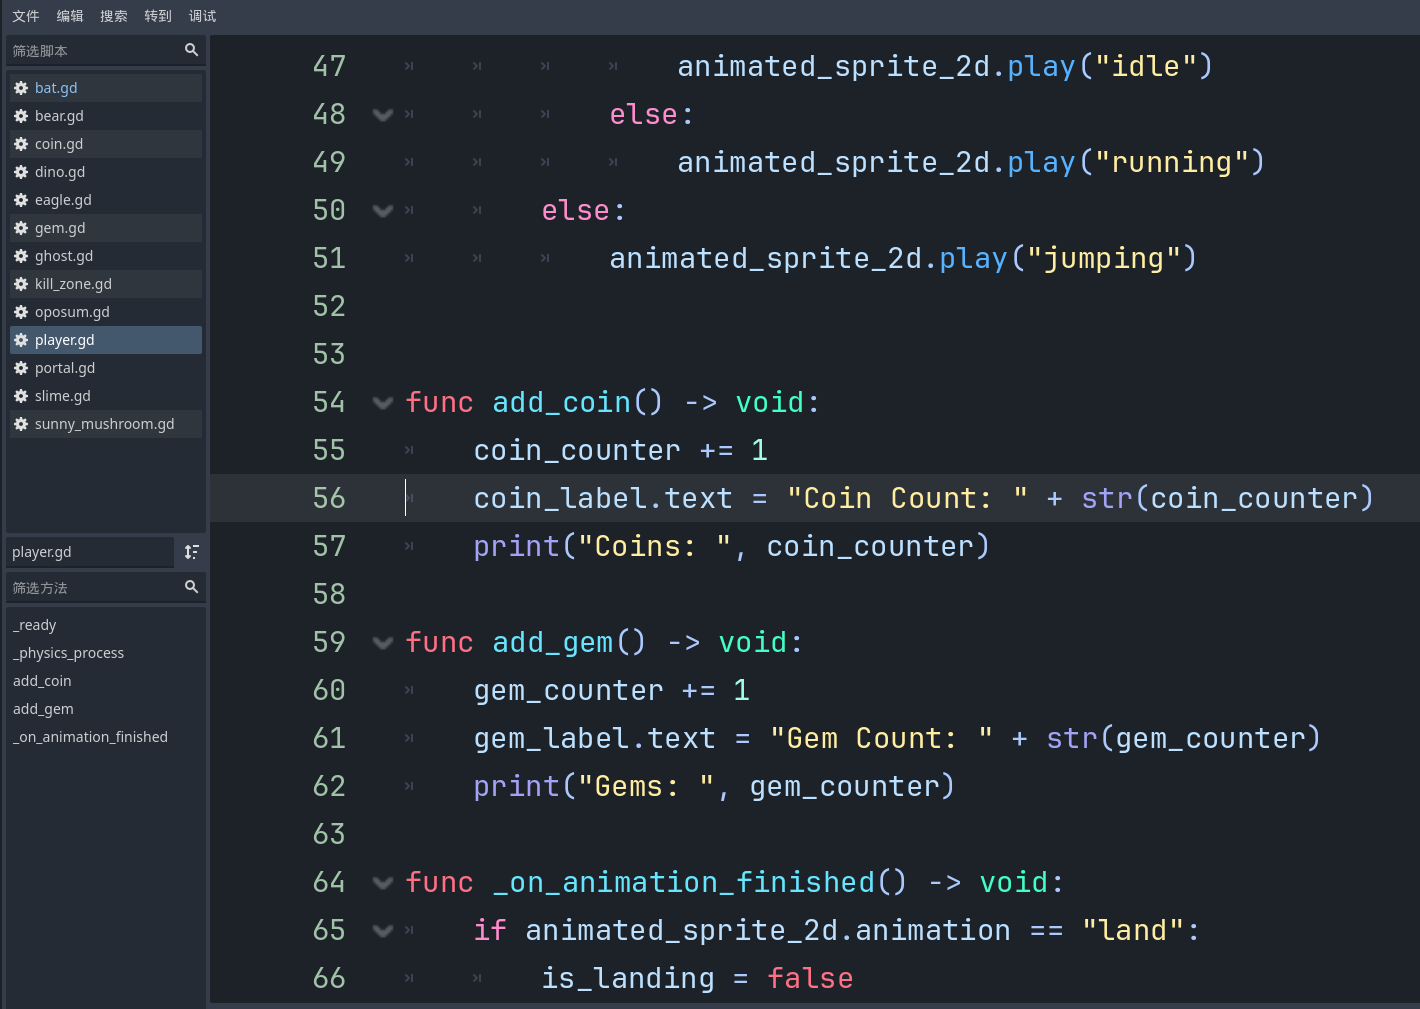 文件 编辑 搜索 转到 调试
筛选脚本
bat.gd
bear.gd
coin.gd
dino.gd
eagle.gd
gem.gd
ghost.gd
kill_zone.gd
oposum.gd
player.gd
portal.gd
slime.gd
sunny_mushroom.gd
player.gd
筛选方法
_ready
_physics_process
add_coin
add_gem
_on_animation_finished
47 animated_sprite_2d.play("idle")
48 else:
49 animated_sprite_2d.play("running")
50 else:
51 animated_sprite_2d.play("jumping")
52
53
54 func add_coin() -> void:
55 coin_counter += 1
56 coin_label.text = "Coin Count: " + str(coin_counter)
57 print("Coins: ", coin_counter)
58
59 func add_gem() -> void:
60 gem_counter += 1
61 gem_label.text = "Gem Count: " + str(gem_counter)
62 print("Gems: ", gem_counter)
63
64 func _on_animation_finished() -> void:
65 if animated_sprite_2d.animation == "land":
66 is_landing = false